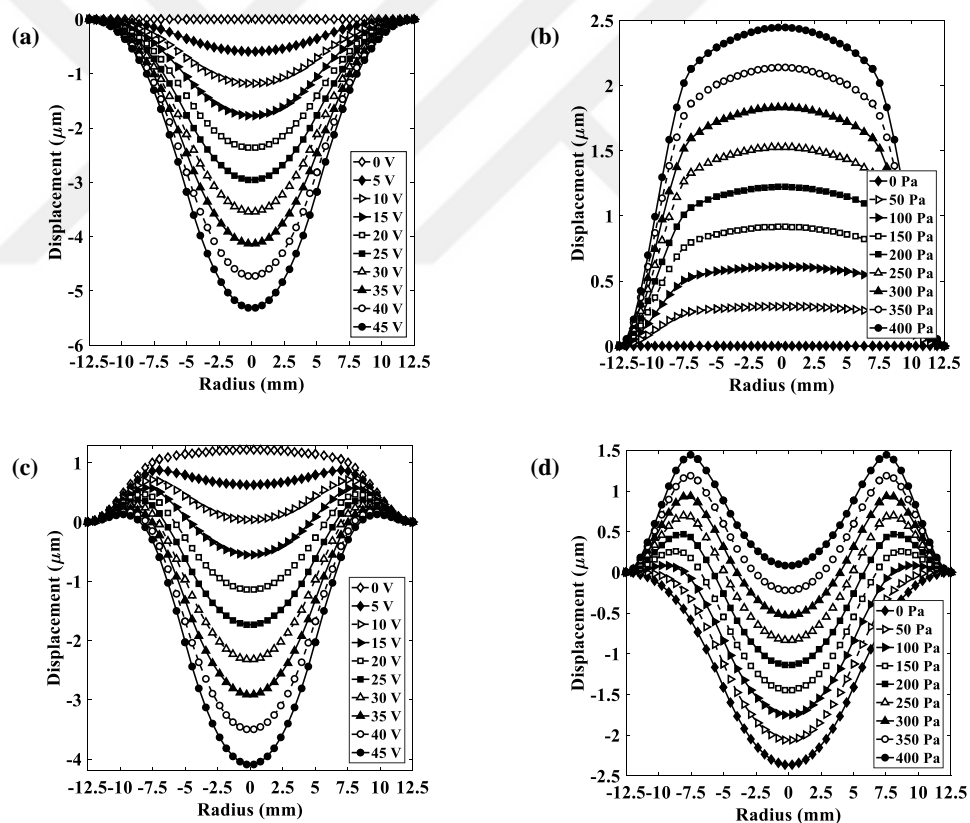 (a)
0
-1
-2
-3
-4
-5
-6
Displacement (μm)
0 V
5 V
10 V
15 V
20 V
25 V
30 V
35 V
40 V
45 V
-12.5 -10 -7.5 -5 -2.5 0 2.5 5 7.5 10 12.5
Radius (mm)
(b)
2.5
2
1.5
1
0.5
0
Displacement (μm)
0 Pa
50 Pa
100 Pa
150 Pa
200 Pa
250 Pa
300 Pa
350 Pa
400 Pa
-12.5 -10 -7.5 -5 -2.5 0 2.5 5 7.5 10 12.5
Radius (mm)
(c)
1
0
-1
-2
-3
-4
Displacement (μm)
0 V
5 V
10 V
15 V
20 V
25 V
30 V
35 V
40 V
45 V
-12.5 -10 -7.5 -5 -2.5 0 2.5 5 7.5 10 12.5
Radius (mm)
(d)
1.5
1
0.5
0
-0.5
-1
-1.5
-2
-2.5
Displacement (μm)
0 Pa
50 Pa
100 Pa
150 Pa
200 Pa
250 Pa
300 Pa
350 Pa
400 Pa
-12.5 -10 -7.5 -5 -2.5 0 2.5 5 7.5 10 12.5
Radius (mm)